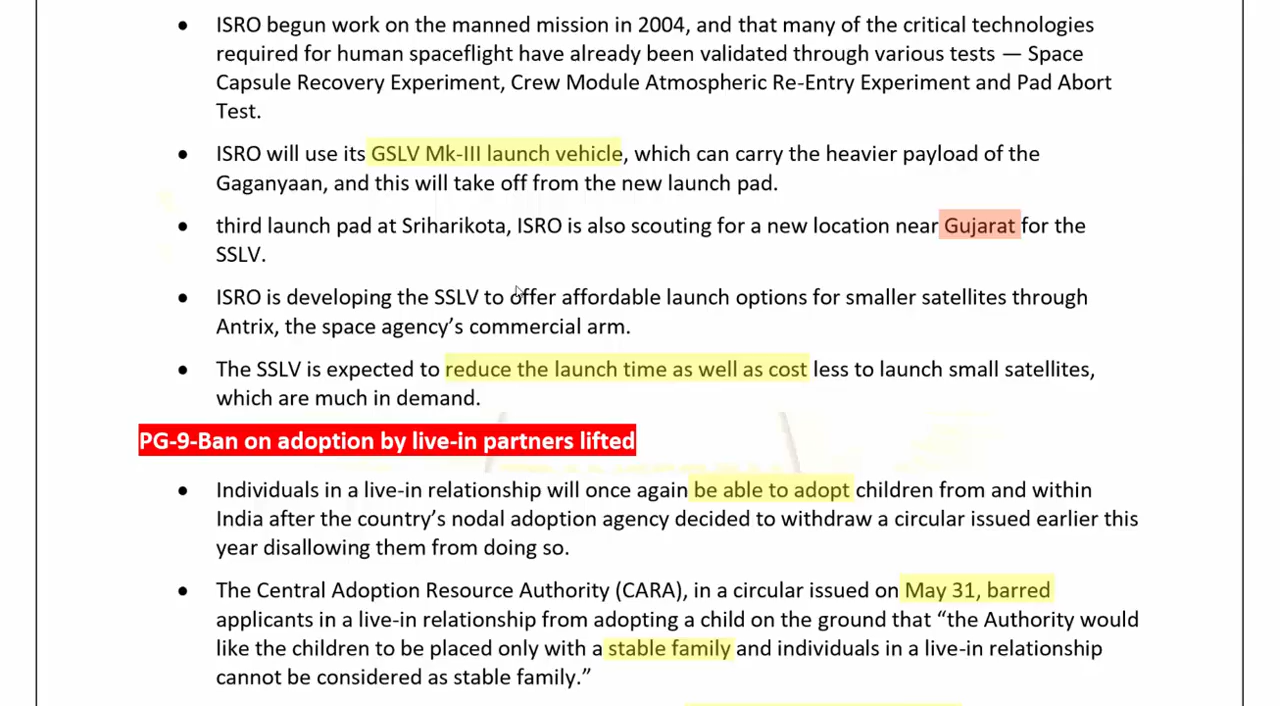 • ISRO begun work on the manned mission in 2004, and that many of the critical technologies
required for human spaceflight have already been validated through various tests — Space
Capsule Recovery Experiment, Crew Module Atmospheric Re-Entry Experiment and Pad Abort
Test.
• ISRO will use its GSLV Mk-III launch vehicle, which can carry the heavier payload of the
Gaganyaan, and this will take off from the new launch pad.
• third launch pad at Sriharikota, ISRO is also scouting for a new location near Gujarat for the
SSLV.
• ISRO is developing the SSLV to offer affordable launch options for smaller satellites through
Antrix, the space agency’s commercial arm.
• The SSLV is expected to reduce the launch time as well as cost less to launch small satellites,
which are much in demand.
PG-9-Ban on adoption by live-in partners lifted
• Individuals in a live-in relationship will once again be able to adopt children from and within
India after the country’s nodal adoption agency decided to withdraw a circular issued earlier this
year disallowing them from doing so.
• The Central Adoption Resource Authority (CARA), in a circular issued on May 31, barred
applicants in a live-in relationship from adopting a child on the ground that “the Authority would
like the children to be placed only with a stable family and individuals in a live-in relationship
cannot be considered as stable family.”